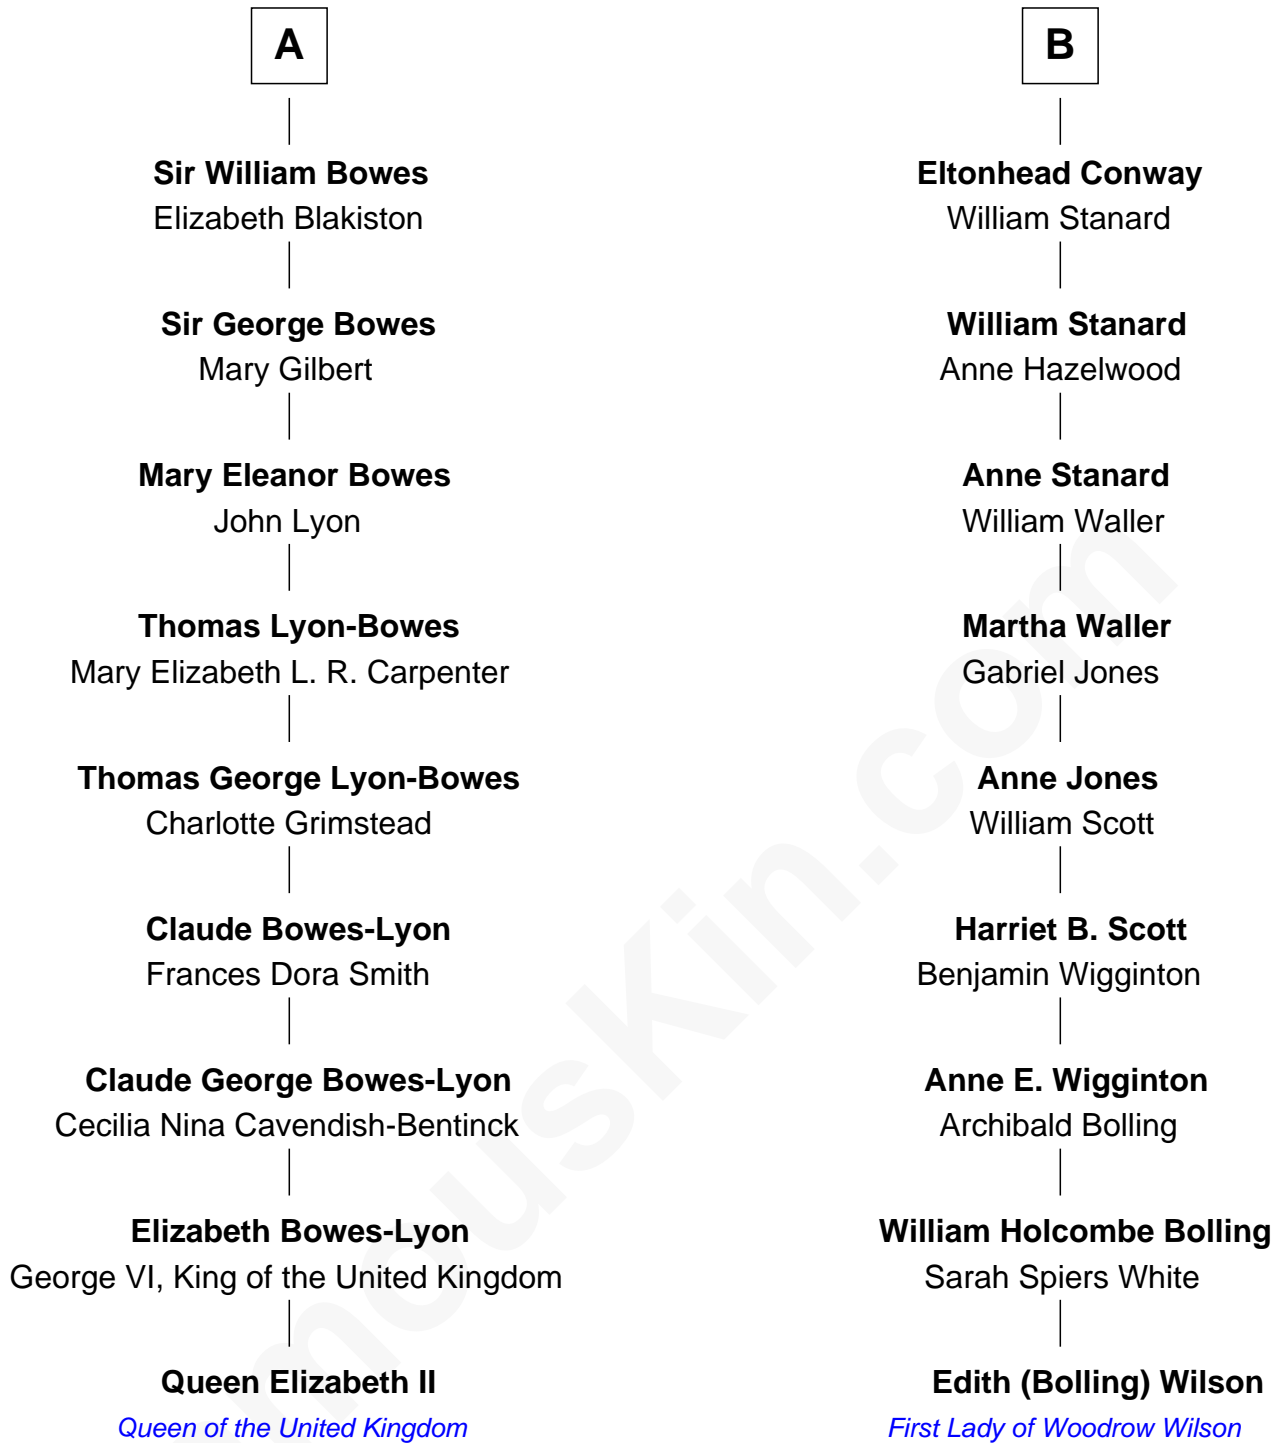 A
Sir William Bowes
Elizabeth Blakiston
Sir George Bowes
Mary Gilbert
Mary Eleanor Bowes
John Lyon
Thomas Lyon-Bowes
Mary Elizabeth L. R. Carpenter
Thomas George Lyon-Bowes
Charlotte Grimstead
Claude Bowes-Lyon
Frances Dora Smith
Claude George Bowes-Lyon
Cecilia Nina Cavendish-Bentinck
Elizabeth Bowes-Lyon
George VI, King of the United Kingdom
Queen Elizabeth II
Queen of the United Kingdom
B
Eltonhead Conway
William Stanard
William Stanard
Anne Hazelwood
Anne Stanard
William Waller
Martha Waller
Gabriel Jones
Anne Jones
William Scott
Harriet B. Scott
Benjamin Wigginton
Anne E. Wigginton
Archibald Bolling
William Holcombe Bolling
Sarah Spiers White
Edith (Bolling) Wilson
First Lady of Woodrow Wilson
mousKin.com